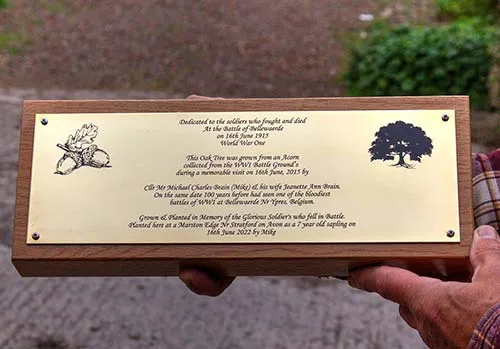 Dedicated to the soldiers who fought and died
At the Battle of Bellewaerde
on 16th June 1915
World War One
This Oak Tree was grown from an Acorn
collected from the WW1 Battle Ground's
during a memorable visit on 16th June, 2015 by
Cllr Mr Michael Charles Brain (Mike) & his wife Jeanette Ann Brain.
On the same date 100 years before had seen one of the bloodiest
battles of WW1 at Bellewaerde Nr Ypres, Belgium.
Grown & Planted in Memory of the Glorious Soldier's who fell in Battle.
Planted here at a Marston Edge Nr Stratford on Avon as a 7 year old sapling on
16th June 2022 by Mike